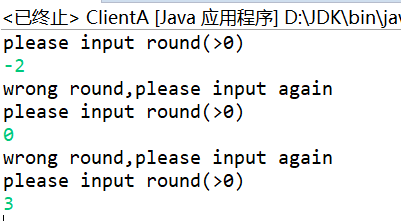 <已终止> ClientA [Java 应用程序] D:\JDK\bin\jav
please input round(>0)
-2
wrong round,please input again
please input round(>0)
0
wrong round,please input again
please input round(>0)
3